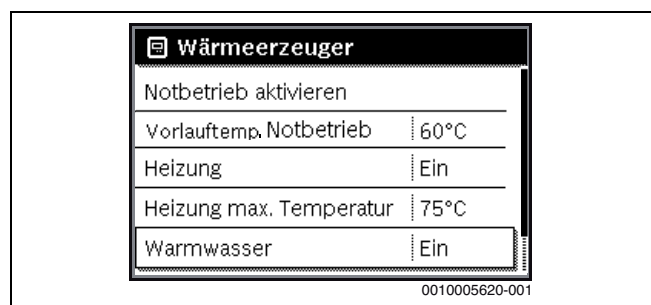 Wärmeerzeuger
Notbetrieb aktivieren
Vorlauftemp. Notbetrieb 60°C
Heizung Ein
Heizung max. Temperatur 75°C
Warmwasser Ein
0010005620-001